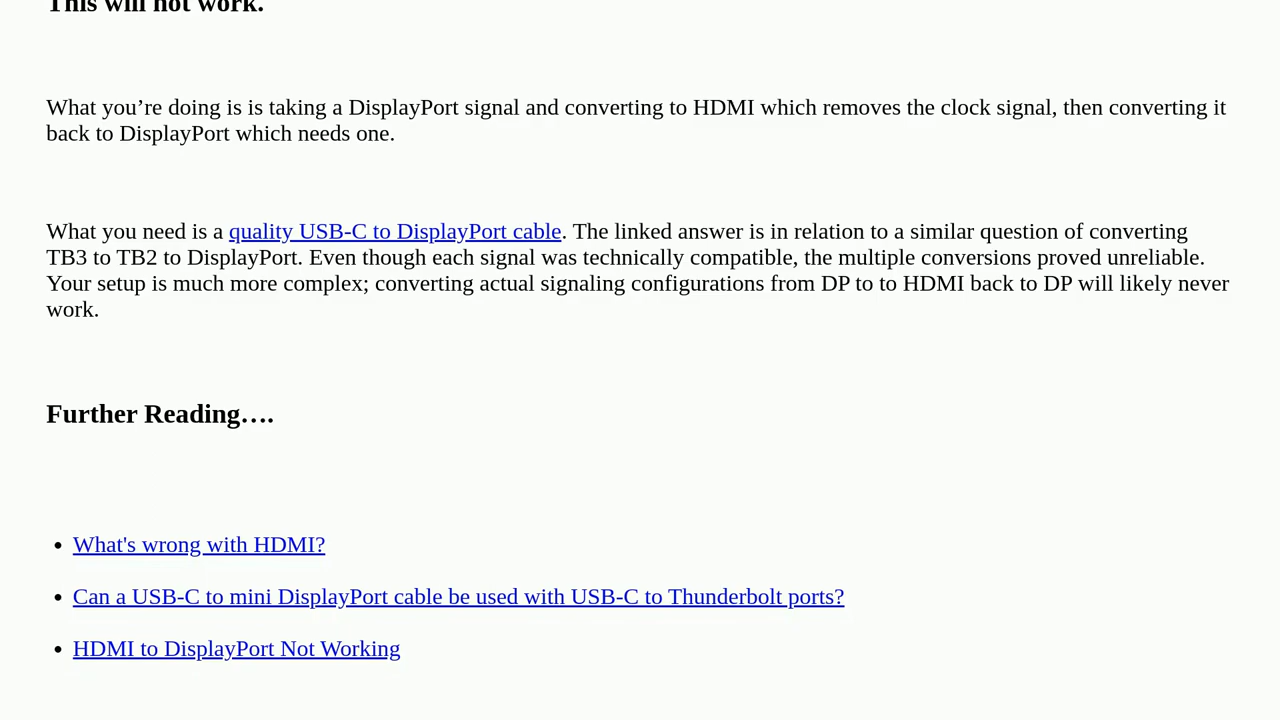 This will not work.
What you’re doing is is taking a DisplayPort signal and converting to HDMI which removes the clock signal, then converting it
back to DisplayPort which needs one.
What you need is a quality USB-C to DisplayPort cable. The linked answer is in relation to a similar question of converting
TB3 to TB2 to DisplayPort. Even though each signal was technically compatible, the multiple conversions proved unreliable.
Your setup is much more complex; converting actual signaling configurations from DP to to HDMI back to DP will likely never
work.
Further Reading….
• What's wrong with HDMI?
• Can a USB-C to mini DisplayPort cable be used with USB-C to Thunderbolt ports?
• HDMI to DisplayPort Not Working